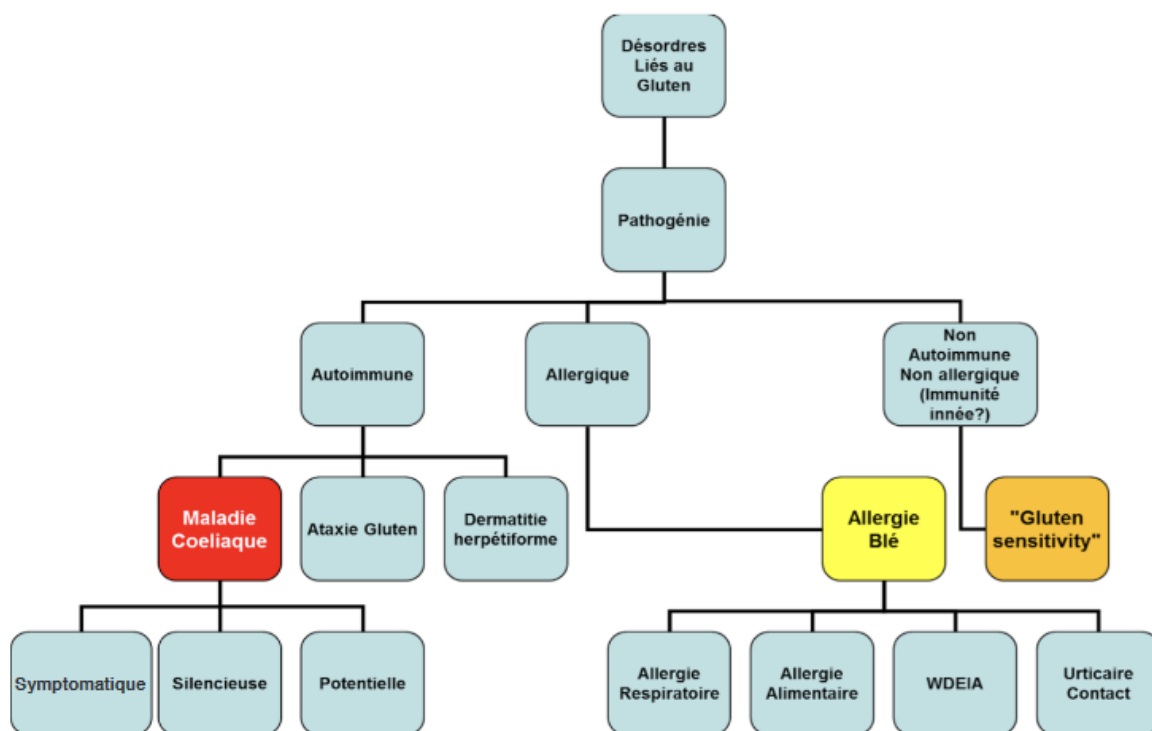 Désordres
Liés au
Gluten
Pathogénie
Autoimmune
Allergique
Non
Autoimmune
Non allergique
(Immunité
innée?)
Maladie
Coeliaque
Ataxie Gluten
Dermatitie
herpétiforme
Allergie
Blé
"Gluten
sensitivity"
Symptomatique
Silencieuse
Potentielle
Allergie
Respiratoire
Allergie
Alimentaire
WDEIA
Urticaire
Contact